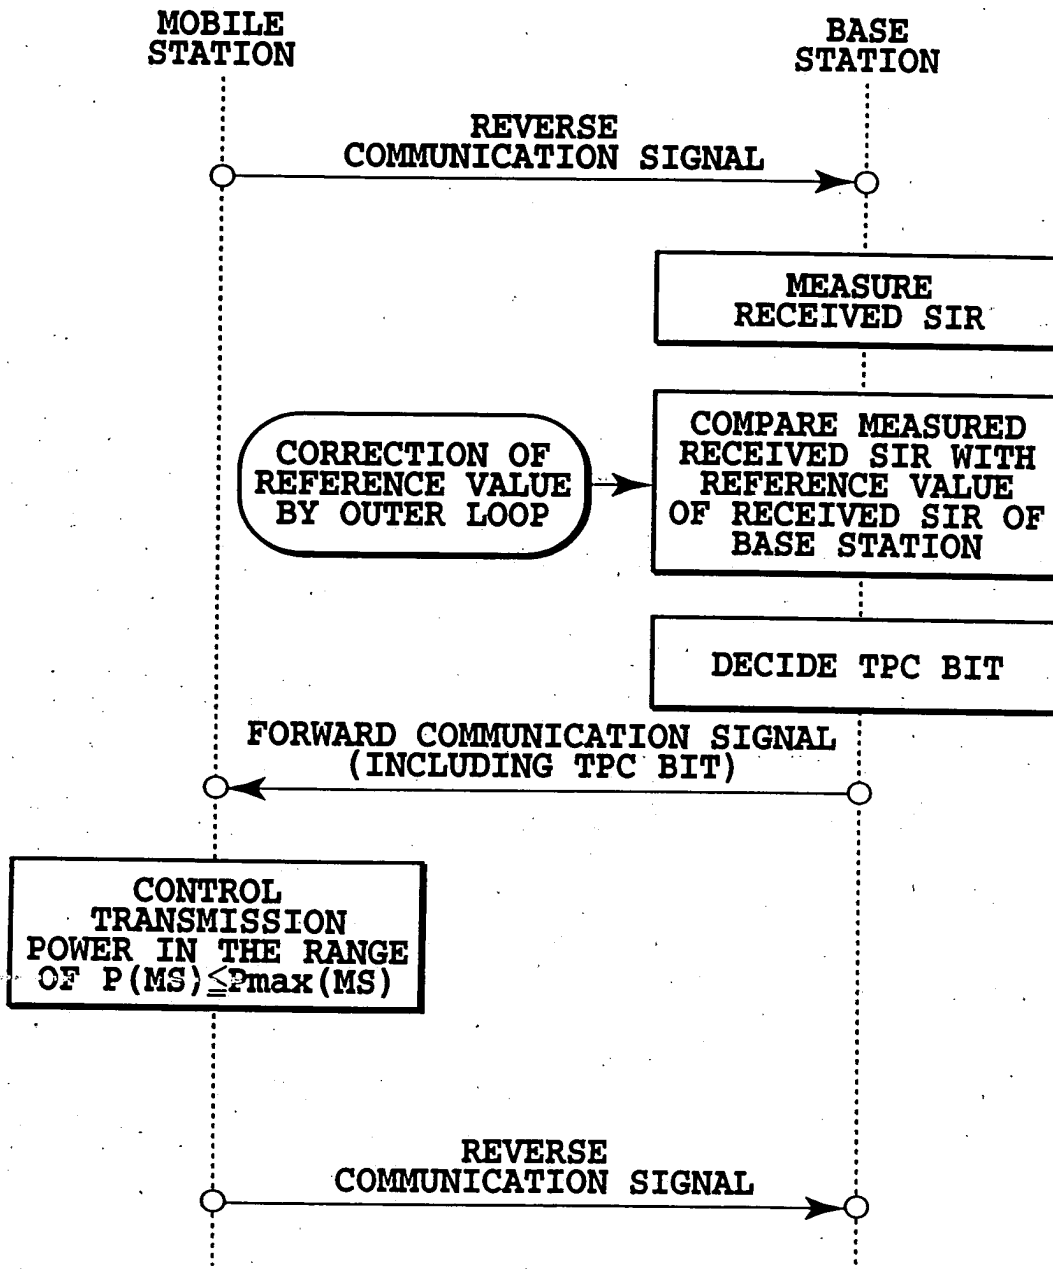 MOBILE
STATION
BASE
STATION
REVERSE
COMMUNICATION SIGNAL
MEASURE
RECEIVED SIR
CORRECTION OF
REFERENCE VALUE
BY OUTER LOOP
COMPARE MEASURED
RECEIVED SIR WITH
REFERENCE VALUE
OF RECEIVED SIR OF
BASE STATION
DECIDE TPC BIT
FORWARD COMMUNICATION SIGNAL
(INCLUDING TPC BIT)
CONTROL
TRANSMISSION
POWER IN THE RANGE
OF P(MS)≦Pmax(MS)
REVERSE
COMMUNICATION SIGNAL